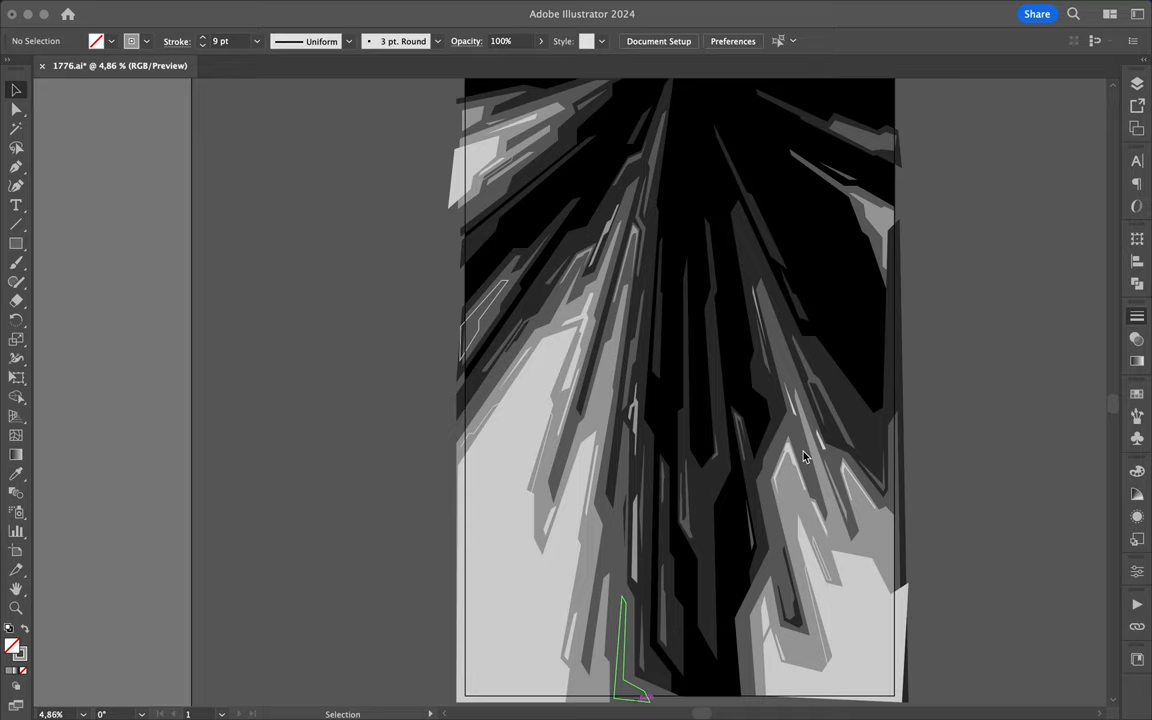 Adobe Illustrator 2024
Share
No Selection
Stroke:
9 pt
Uniform
3 pt. Round
Opacity:
100%
Style:
Document Setup
Preferences
1776.ai* @ 4,86 % (RGB/Preview)
4,86%
0°
1
Selection